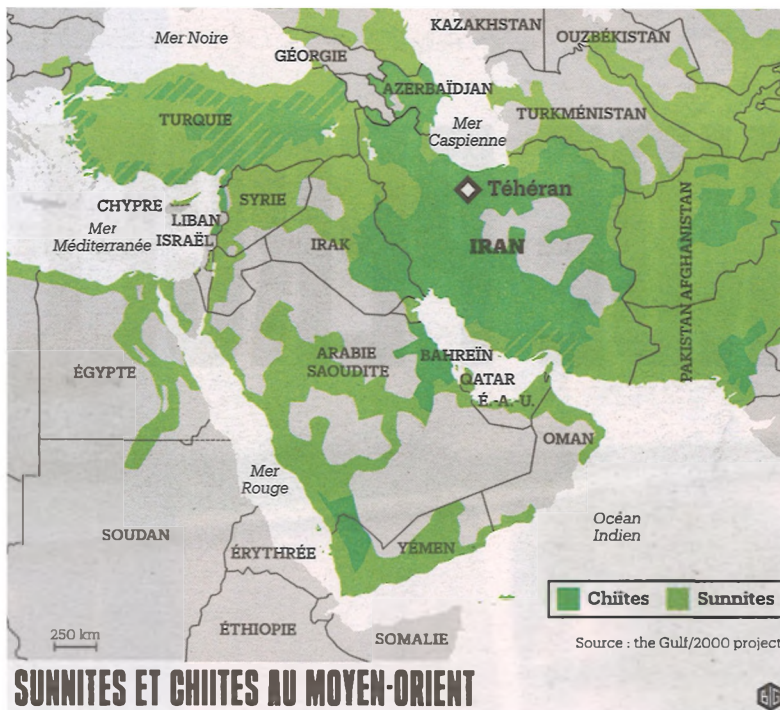 KAZAKHSTAN
Mer Noire
OUZBÉKISTAN
GÉORGIE
AZERBAÏDJAN
TURKMÉNISTAN
TURQUIE
Mer
Caspienne
Téhéran
CHYPRE
SYRIE
LIBAN
Mer
Méditerranée
ISRAËL
IRAK
IRAN
PAKISTAN AFGHANISTAN
ARABIE
SAOUDITE
BAHREÏN
ÉGYPTE
QATAR
É.-A.-U.
OMAN
Mer
Rouge
Océan
Indien
SOUDAN
ÉRYTHRÉE
YÉMEN
Chiites
Sunnites
ÉTHIOPIE
SOMALIE
250 km
Source : the Gulf/2000 project
SUNNITES ET CHIITES AU MOYEN-ORIENT